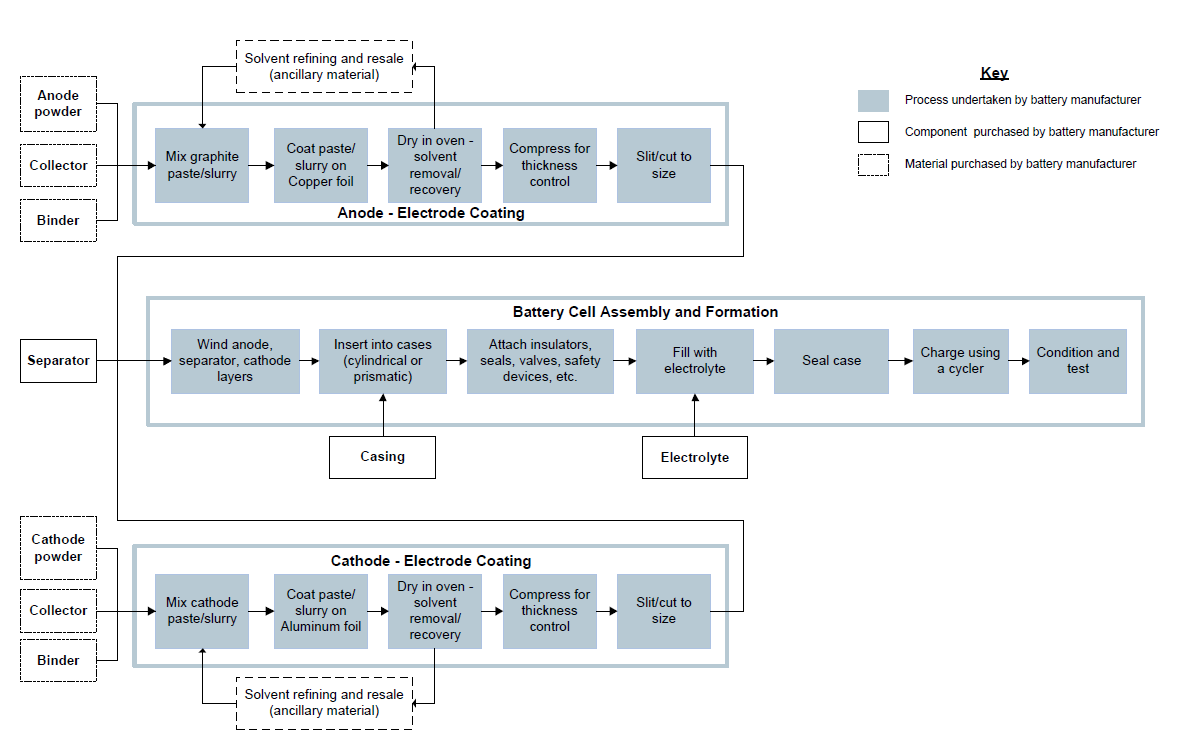 Key
Process undertaken by battery manufacturer
Component purchased by battery manufacturer
Material purchased by battery manufacturer
Solvent refining and resale
(ancillary material)
Anode
powder
Collector
Binder
Mix graphite
paste/slurry
Coat paste/
slurry on
Copper foil
Dry in oven -
solvent
removal/
recovery
Compress for
thickness
control
Slit/cut to
size
Anode - Electrode Coating
Battery Cell Assembly and Formation
Separator
Wind anode,
separator, cathode
layers
Insert into cases
(cylindrical or
prismatic)
Attach insulators,
seals, valves, safety
devices, etc.
Fill with
electrolyte
Seal case
Charge using
a cycler
Condition and
test
Casing
Electrolyte
Cathode
powder
Collector
Binder
Cathode - Electrode Coating
Mix cathode
paste/slurry
Coat paste/
slurry on
Aluminum foil
Dry in oven -
solvent
removal/
recovery
Compress for
thickness
control
Slit/cut to
size
Solvent refining and resale
(ancillary material)